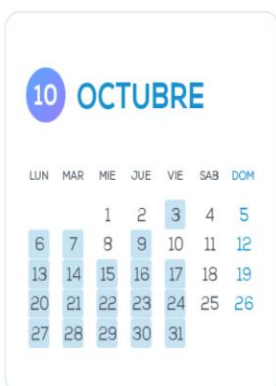 10 OCTUBRE
LUN MAR MIE JUE VIE SAB DOM
1 2 3 4 5
6 7 8 9 10 11 12
13 14 15 16 17 18 19
20 21 22 23 24 25 26
27 28 29 30 31